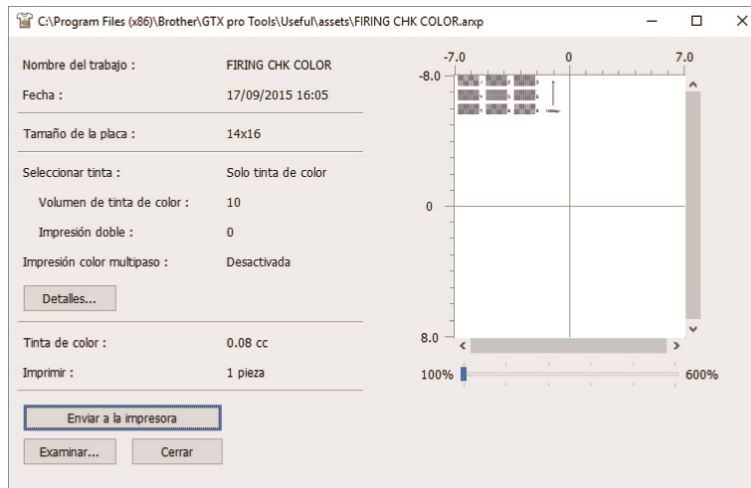 C:\Program Files (x86)\Brother\GTX pro Tools\Useful\assets\FIRING CHK COLOR.arxp
Nombre del trabajo : FIRING CHK COLOR
Fecha : 17/09/2015 16:05
Tamaño de la placa : 14x16
Seleccionar tinta : Solo tinta de color
Volumen de tinta de color : 10
Impresión doble : 0
Impresión color multipaso : Desactivada
Detalles...
Tinta de color : 0.08 cc
Imprimir : 1 pieza
Enviar a la impresora
Examinar... Cerrar
-7.0 0 7.0
-8.0
0
8.0
100% 600%